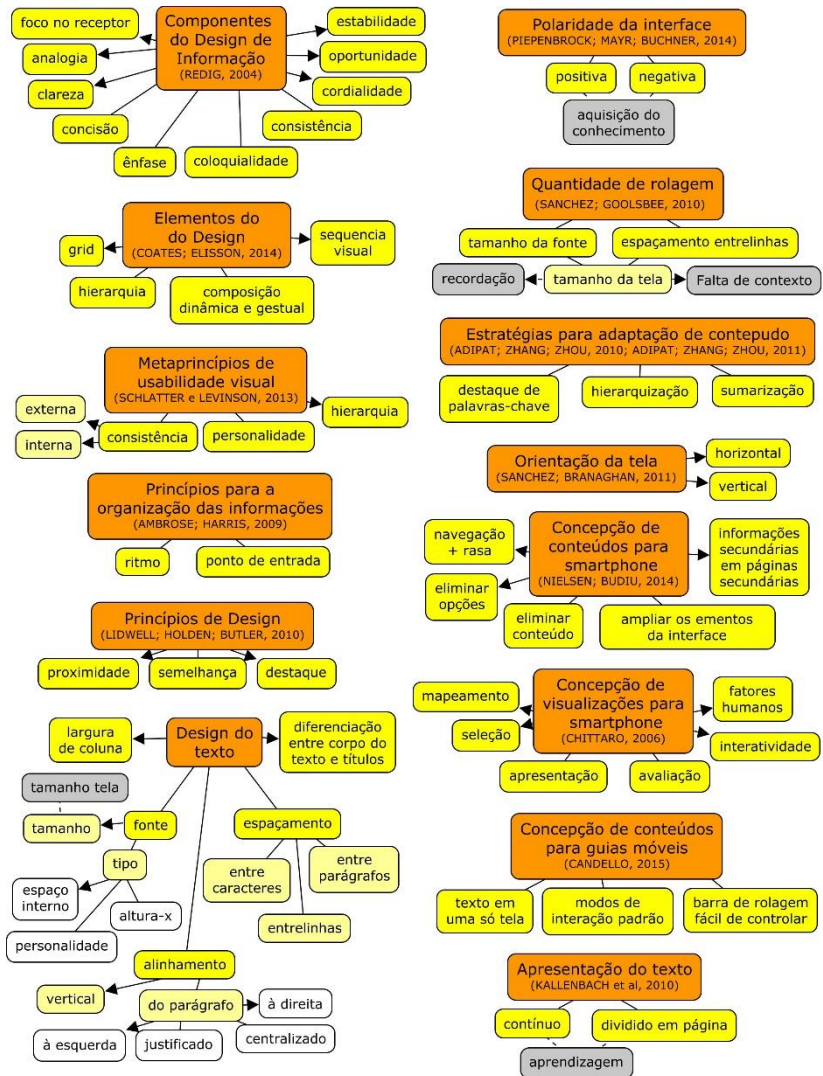 Componentes
do Design de
Informação
(REDIG, 2004)
foco no receptor
analogia
clareza
concisão
ênfase
coloquialidade
consistência
cordialidade
oportunidade
estabilidade
Elementos do
do Design
(COATES; ELISSON, 2014)
grid
hierarquia
composição
dinâmica e gestual
sequencia
visual
Metaprincípios de
usabilidade visual
(SCHLATTER e LEVINSON, 2013)
externa
interna
consistência
personalidade
hierarquia
Princípios para a
organização das informações
(AMBROSE; HARRIS, 2009)
ritmo
ponto de entrada
Princípios de Design
(LIDWELL; HOLDEN; BUTLER, 2010)
proximidade
semelhança
destaque
Design do
texto
largura
de coluna
diferenciação
entre corpo do
texto e títulos
tamanho tela
tamanho
fonte
tipo
espaço
interno
altura-x
personalidade
espaçamento
entre
caracteres
entre
parágrafos
entrelinhas
alinhamento
vertical
do parágrafo
à direita
à esquerda
justificado
centralizado
Polaridade da interface
(PIEPENBROCK; MAYR; BUCHNER, 2014)
positiva
negativa
aquisição do
conhecimento
Quantidade de rolagem
(SANCHEZ; GOOLSBEE, 2010)
tamanho da fonte
espaçamento entrelinhas
recordação
tamanho da tela
Falta de contexto
Estratégias para adaptação de contepudo
(ADIPAT; ZHANG; ZHOU, 2010; ADIPAT; ZHANG; ZHOU, 2011)
destaque de
palavras-chave
hierarquização
sumarização
Orientação da tela
(SANCHEZ; BRANAGHAN, 2011)
horizontal
vertical
Concepção de
conteúdos para
smartphone
(NIELSEN; BUDIU, 2014)
navegação
+ rasa
eliminar
opções
eliminar
conteúdo
ampliar os ementos
da interface
informações
secundárias
em páginas
secundárias
Concepção de
visualizações para
smartphone
(CHITTARO, 2006)
mapeamento
seleção
apresentação
avaliação
fatores
humanos
interatividade
Concepção de conteúdos
para guias móveis
(CANDELLO, 2015)
texto em
uma só tela
modos de
interação padrão
barra de rolagem
fácil de controlar
Apresentação do texto
(KALLENBACH et al, 2010)
contínuo
dividido em página
aprendizagem